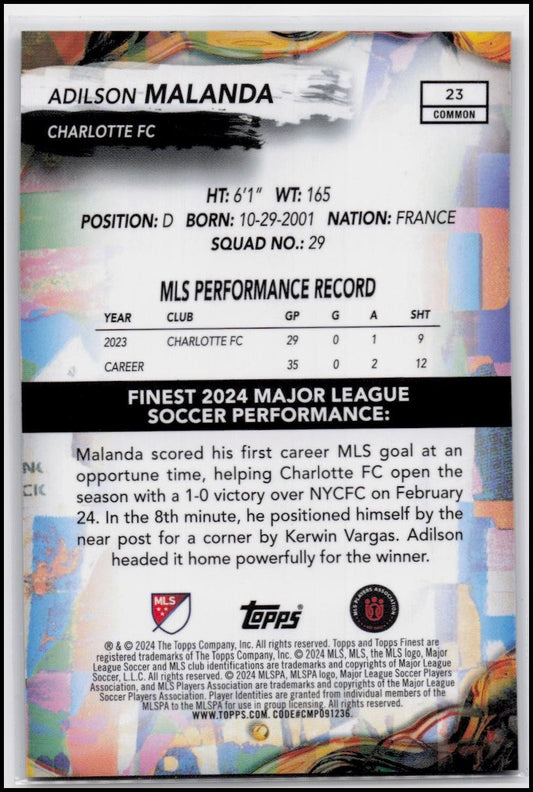 ADILSON MALANDA
CHARLOTTE FC
23
COMMON
HT: 6'1" WT: 165
POSITION: D BORN: 10-29-2001 NATION: FRANCE
SQUAD NO.: 29
MLS PERFORMANCE RECORD
YEAR CLUB GP G A SHT
2023 CHARLOTTE FC 29 0 1 9
CAREER 35 0 2 12
FINEST 2024 MAJOR LEAGUE
SOCCER PERFORMANCE:
Malanda scored his first career MLS goal at an
opportune time, helping Charlotte FC open the
season with a 1-0 victory over NYCFC on February
24. In the 8th minute, he positioned himself by the
near post for a corner by Kerwin Vargas. Adilson
headed it home powerfully for the winner.
MLS
Topps®
MLS PLAYERS ASSOCIATION
® & © 2024 The Topps Company, Inc. All rights reserved. Topps and Topps Finest are
registered trademarks of The Topps Company, Inc. © 2024 MLS, MLS, the MLS logo, Major
League Soccer and MLS club identifications are trademarks and copyrights of Major League
Soccer, L.L.C. All rights reserved. © 2024 MLSPA, MLSPA logo, Major League Soccer Players
Association, and MLS Players Association are trademarks and copyrights of the Major League
Soccer Players Association. Player Identities are granted from individual members of the
MLSPA to the MLSPA for use in group licensing. All rights reserved.
WWW.TOPPS.COM. CODE#CMP091236.